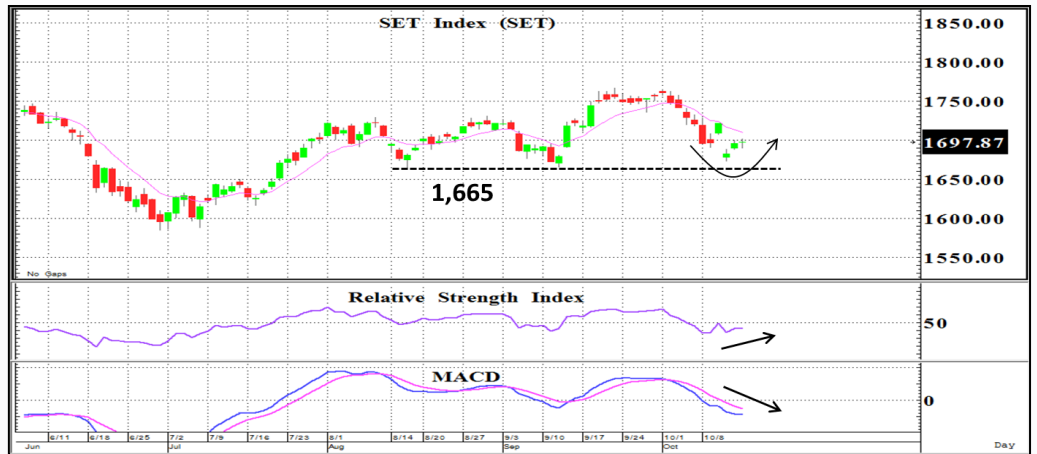 SET Index (SET)
1850.00
1800.00
1750.00
1697.87
1650.00
1600.00
1550.00
1,665
No Gaps
Relative Strength Index
50
MACD
0
6/11 6/18 6/25 7/2 7/9 7/16 7/23 8/1 8/14 8/20 8/27 9/3 9/10 9/17 9/24 10/1 10/8
Jun Jul Aug Sep Oct Day